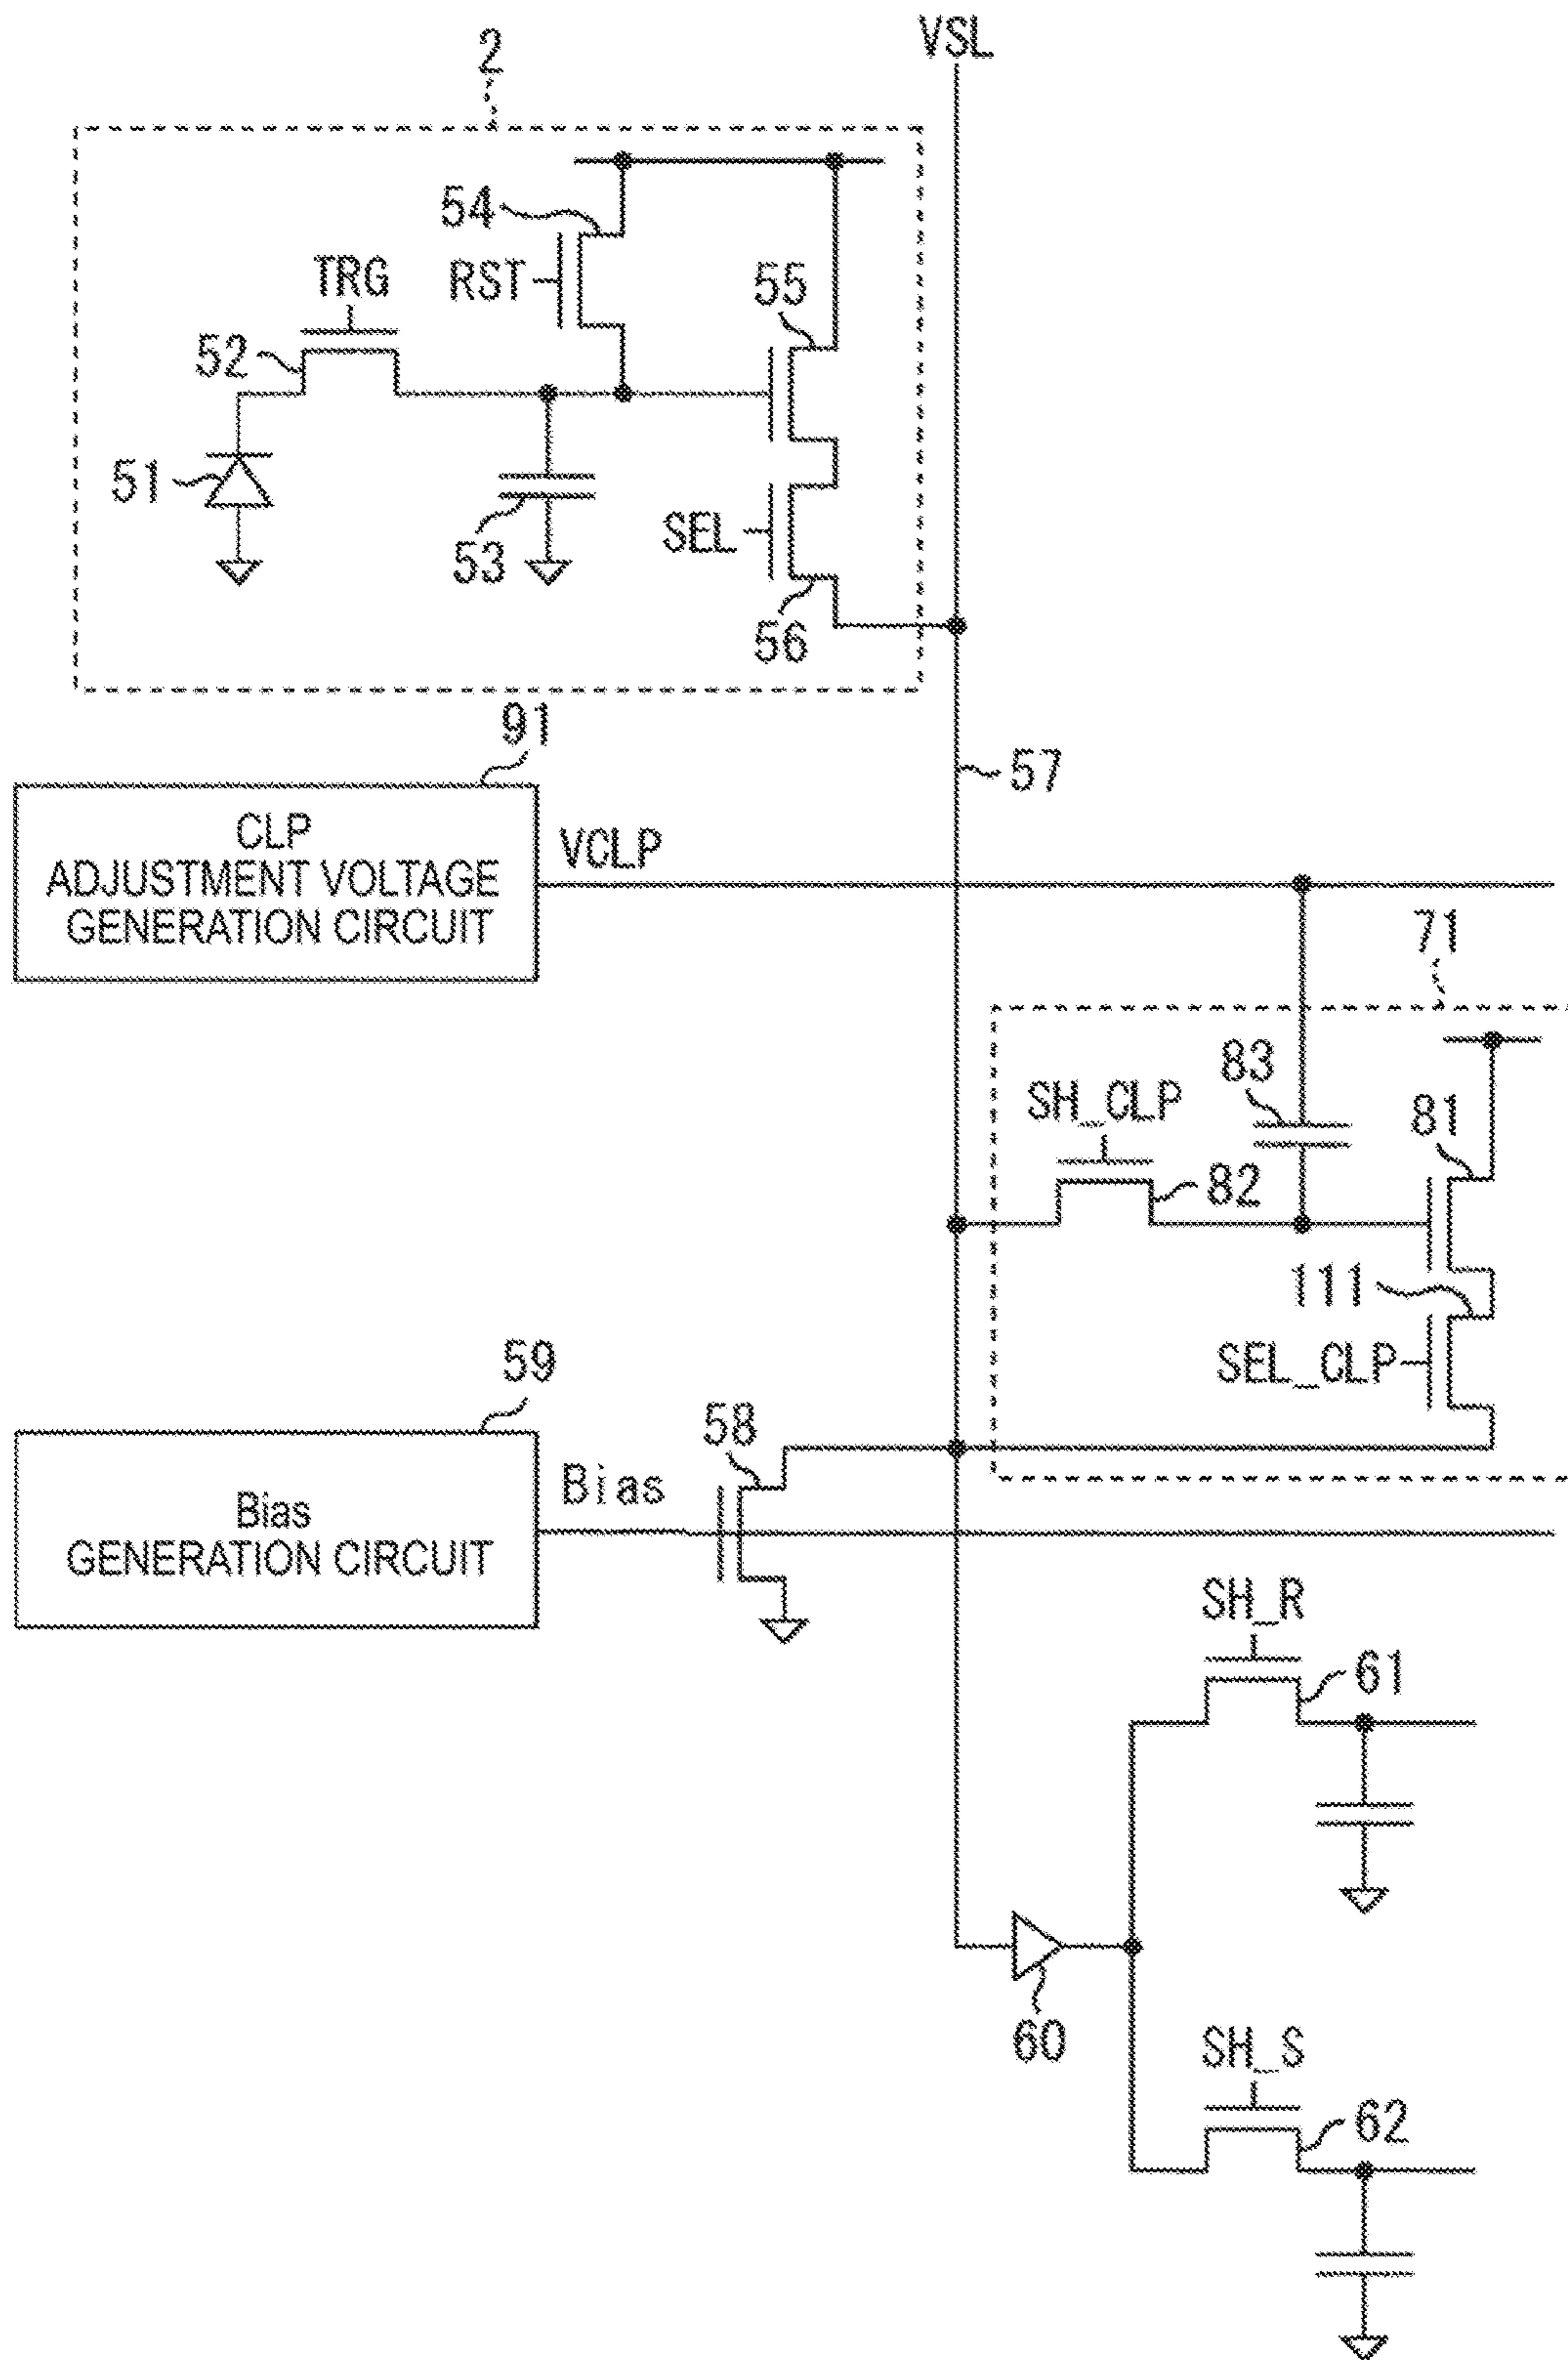 2
VSL
54
TRG
RST
55
52
51
53
SEL
56
91
57
CLP
ADJUSTMENT VOLTAGE
GENERATION CIRCUIT
VCLP
71
83
SH_CLP
81
82
111
SEL_CLP
59
58
Bias
Bias
GENERATION CIRCUIT
SH_R
61
60
SH_S
62